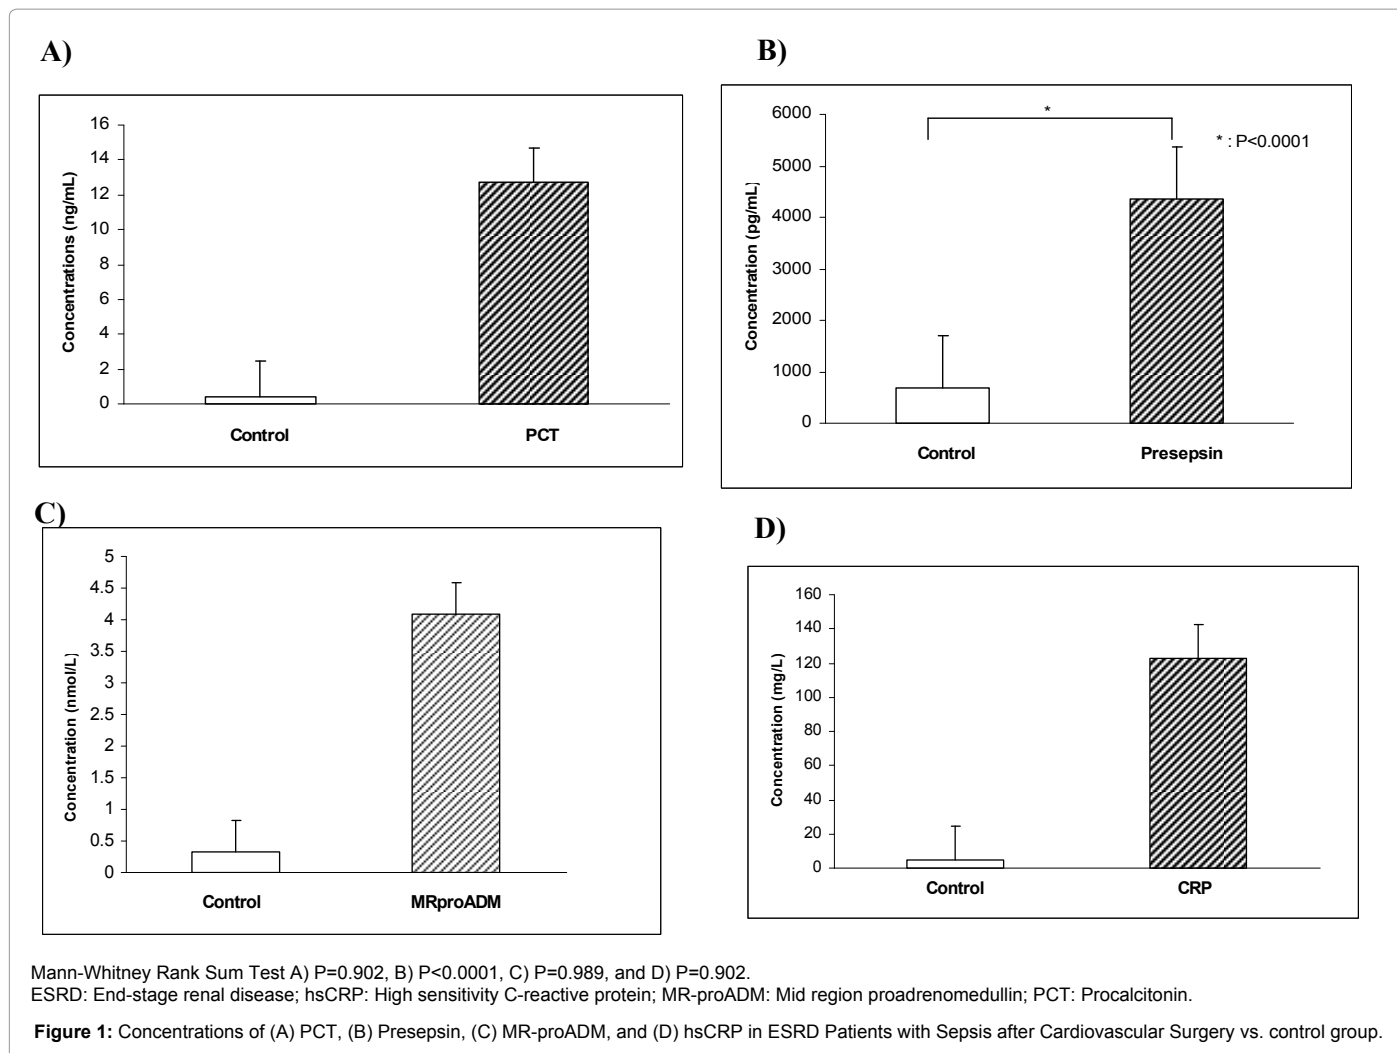 A)
Concentrations (ng/mL)
16
14
12
10
8
6
4
2
0
Control
PCT
B)
Concentration (pg/mL)
6000
5000
4000
3000
2000
1000
0
*
* : P<0.0001
Control
Presepsin
C)
Concentration (nmol/L)
5
4.5
4
3.5
3
2.5
2
1.5
1
0.5
0
Control
MRproADM
D)
Concentration (mg/L)
160
140
120
100
80
60
40
20
0
Control
CRP
Mann-Whitney Rank Sum Test A) P=0.902, B) P<0.0001, C) P=0.989, and D) P=0.902.
ESRD: End-stage renal disease; hsCRP: High sensitivity C-reactive protein; MR-proADM: Mid region proadrenomedullin; PCT: Procalcitonin.
Figure 1: Concentrations of (A) PCT, (B) Presepsin, (C) MR-proADM, and (D) hsCRP in ESRD Patients with Sepsis after Cardiovascular Surgery vs. control group.